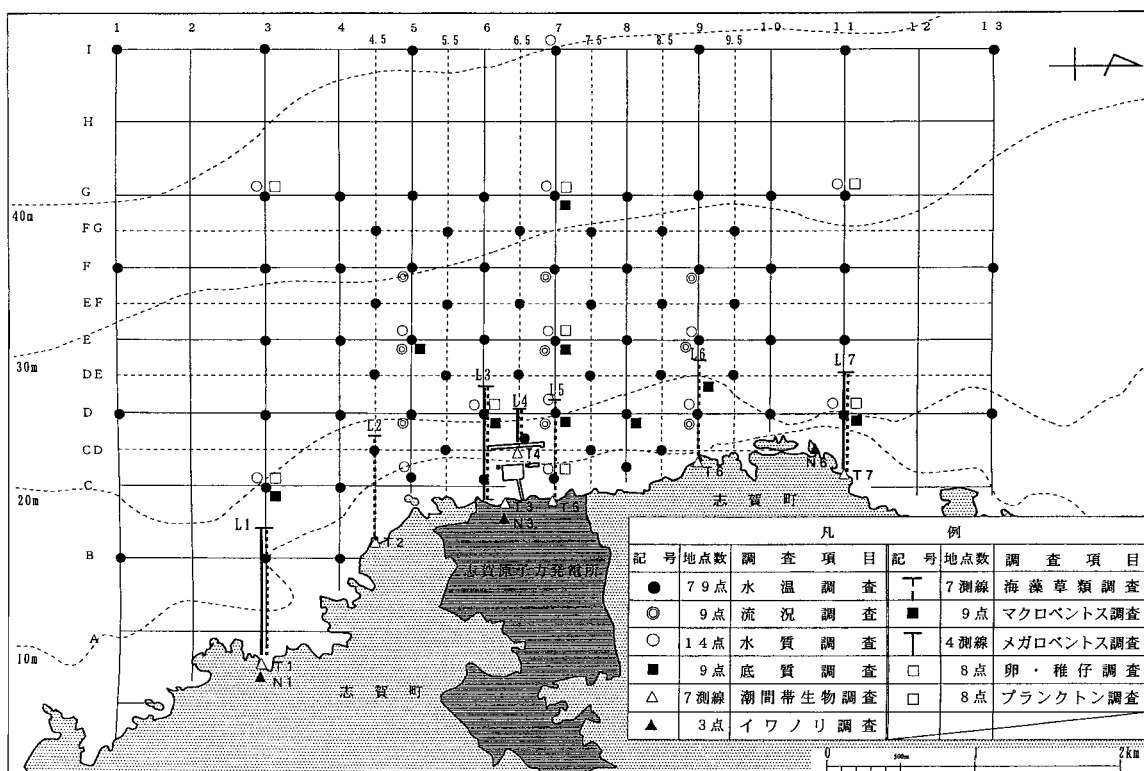 1 2 3 4 5 6 7 8 9 10 11 12 13
4.5 5.5 6.5 7.5 8.5 9.5
I
H
G
40m
FG
F
EF
E
30m
DE
L6
L7
L3
L5
L4
D
L2
CD
T4
T6
N6
T7
C
20m
L1
T3
T5
N3
志賀町
T2
B
志賀原子力発電所
A
10m
T1
N1
志賀町
凡例
記号 地点数 調査項目 記号 地点数 調査項目
● 79点 水温調査 7測線 海藻草類調査
◎ 9点 流況調査 ■ 9点 マクロベントス調査
○ 14点 水質調査 4測線 メガロベントス調査
■ 9点 底質調査 □ 8点 卵・稚仔調査
△ 7測線 潮間帯生物調査 □ 8点 プランクトン調査
▲ 3点 イワノリ調査
0 500m 2km